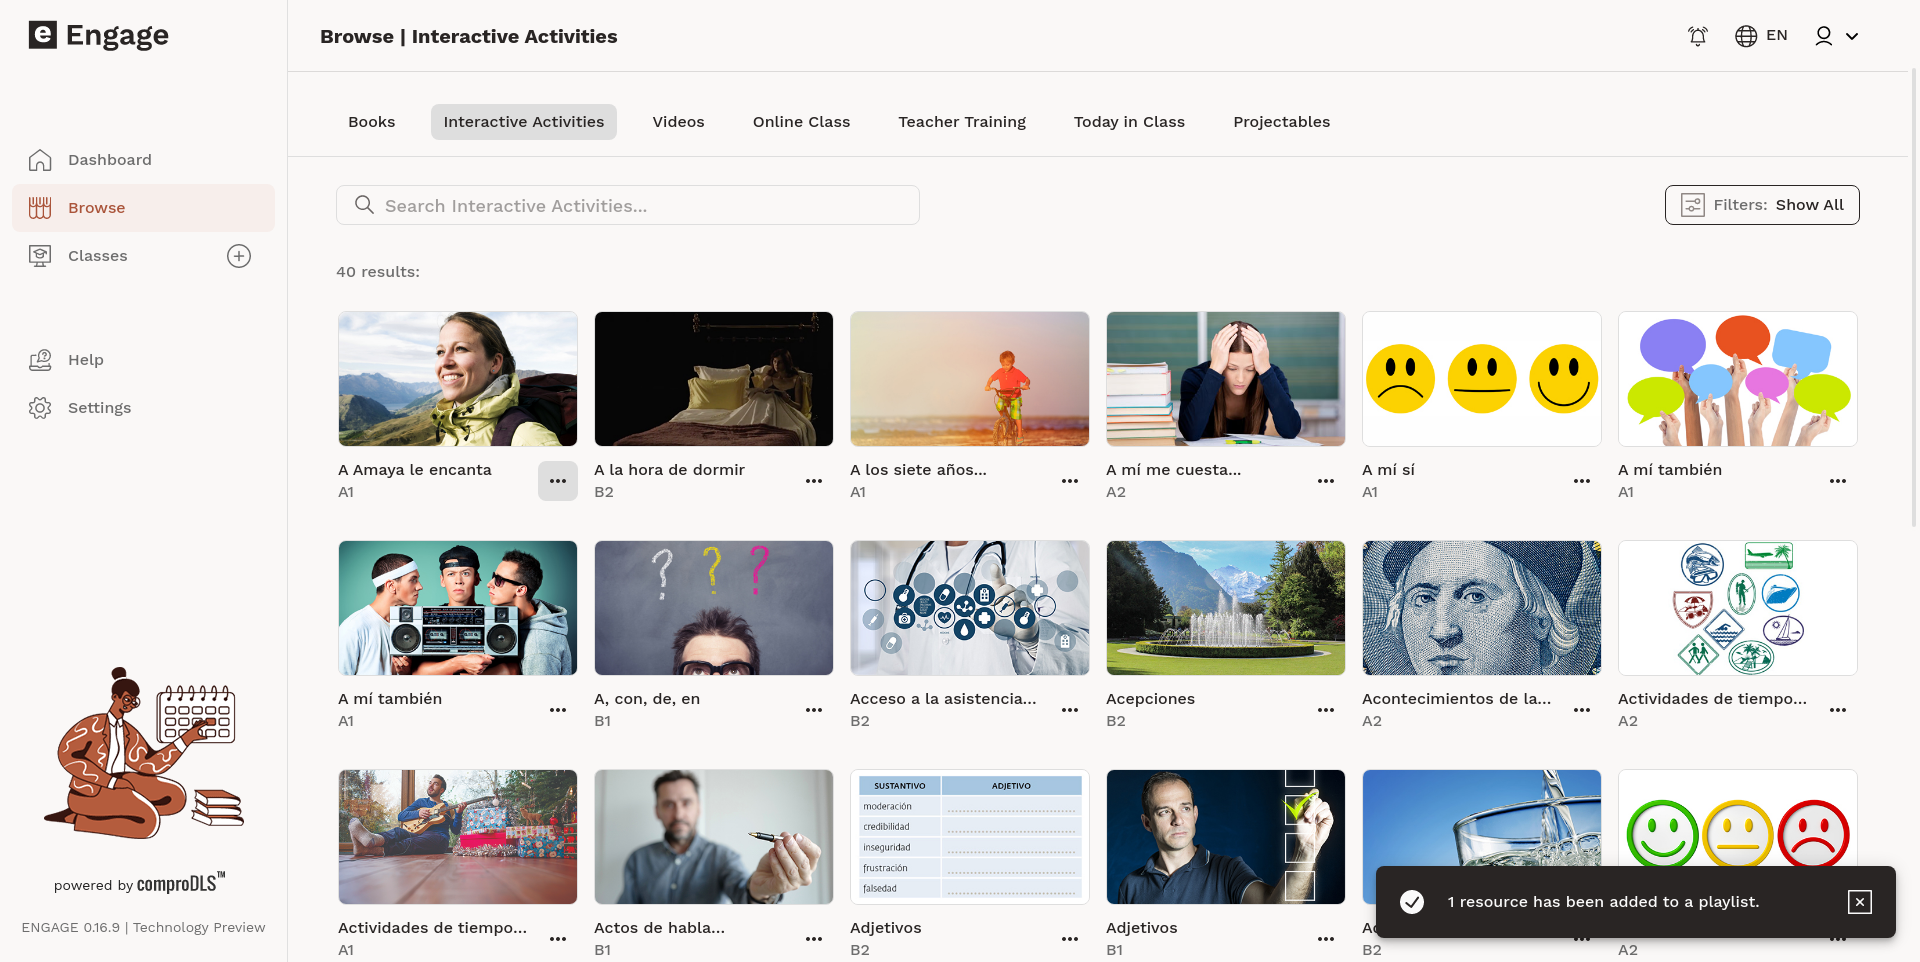 e Engage
Browse | Interactive Activities
EN
Dashboard
Browse
Classes
Help
Settings
powered by comproDLS™
ENGAGE 0.16.9 | Technology Preview
Books
Interactive Activities
Videos
Online Class
Teacher Training
Today in Class
Projectables
Search Interactive Activities...
Filters: Show All
40 results:
A Amaya le encanta
A1
A la hora de dormir
B2
A los siete años...
A1
A mí me cuesta...
A2
A mí sí
A1
A mí también
A1
? ? ?
A mí también
A1
A, con, de, en
B1
Acceso a la asistencia...
B2
Acepciones
B2
Acontecimientos de la...
A2
Actividades de tiempo...
A2
SUSTANTIVO ADJETIVO
moderación
credibilidad
inseguridad
frustración
falsedad
Actividades de tiempo...
A1
Actos de habla...
B1
Adjetivos
B2
Adjetivos
B1
B2
A2
1 resource has been added to a playlist.